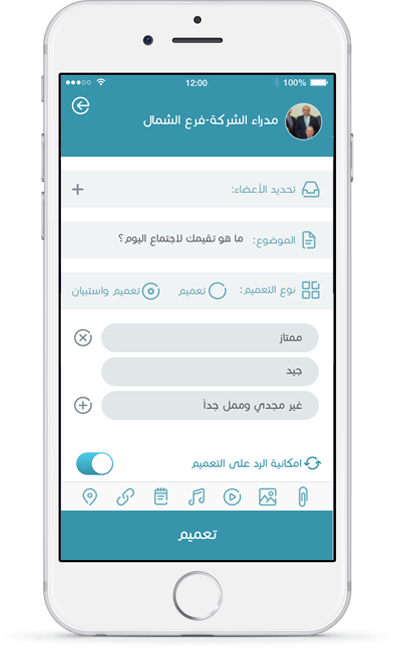 12:00
100%
مدراء الشركة-فرع الشمال
تحديد الأعضاء:
الموضوع: ما هو تقيمك لاجتماع اليوم؟
نوع التعميم: تعميم تعميم واستبيان
ممتاز
جيد
غير مجدي وممل جداً
امكانية الرد على التعميم
تعميم